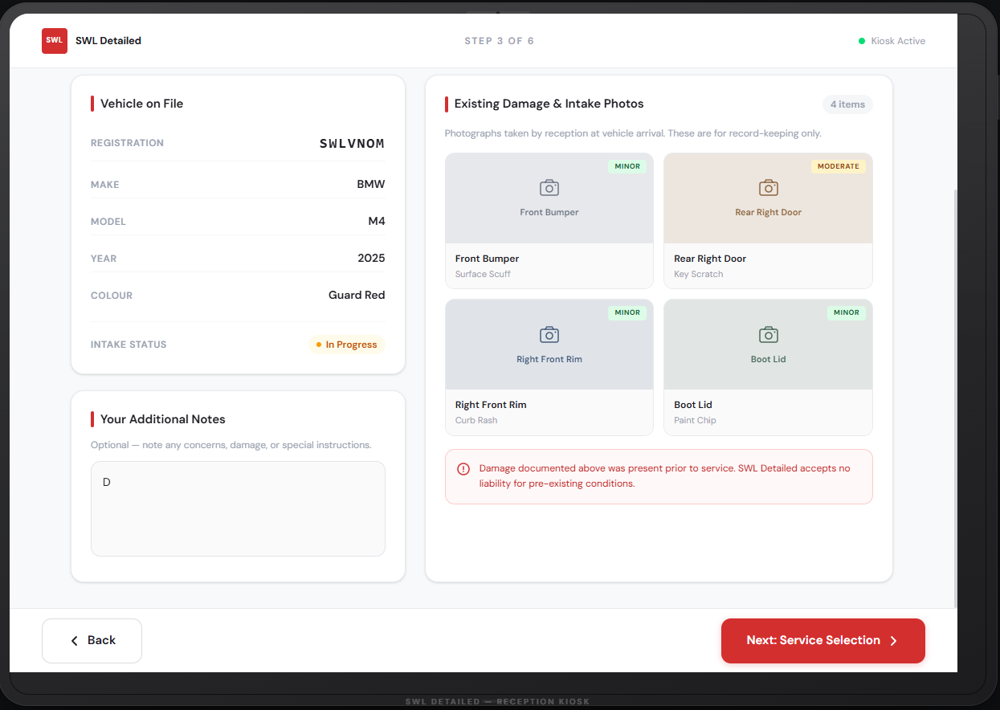 SWL
SWL Detailed
STEP 3 OF 6
Kiosk Active
Vehicle on File
REGISTRATION
SWLVNOM
MAKE
BMW
MODEL
M4
YEAR
2025
COLOUR
Guard Red
INTAKE STATUS
In Progress
Your Additional Notes
Optional — note any concerns, damage, or special instructions.
D
Existing Damage & Intake Photos
4 items
Photographs taken by reception at vehicle arrival. These are for record-keeping only.
MINOR
Front Bumper
Front Bumper
Surface Scuff
MODERATE
Rear Right Door
Rear Right Door
Key Scratch
MINOR
Right Front Rim
Right Front Rim
Curb Rash
MINOR
Boot Lid
Boot Lid
Paint Chip
Damage documented above was present prior to service. SWL Detailed accepts no
liability for pre-existing conditions.
Back
Next: Service Selection
SWL DETAILED — RECEPTION KIOSK